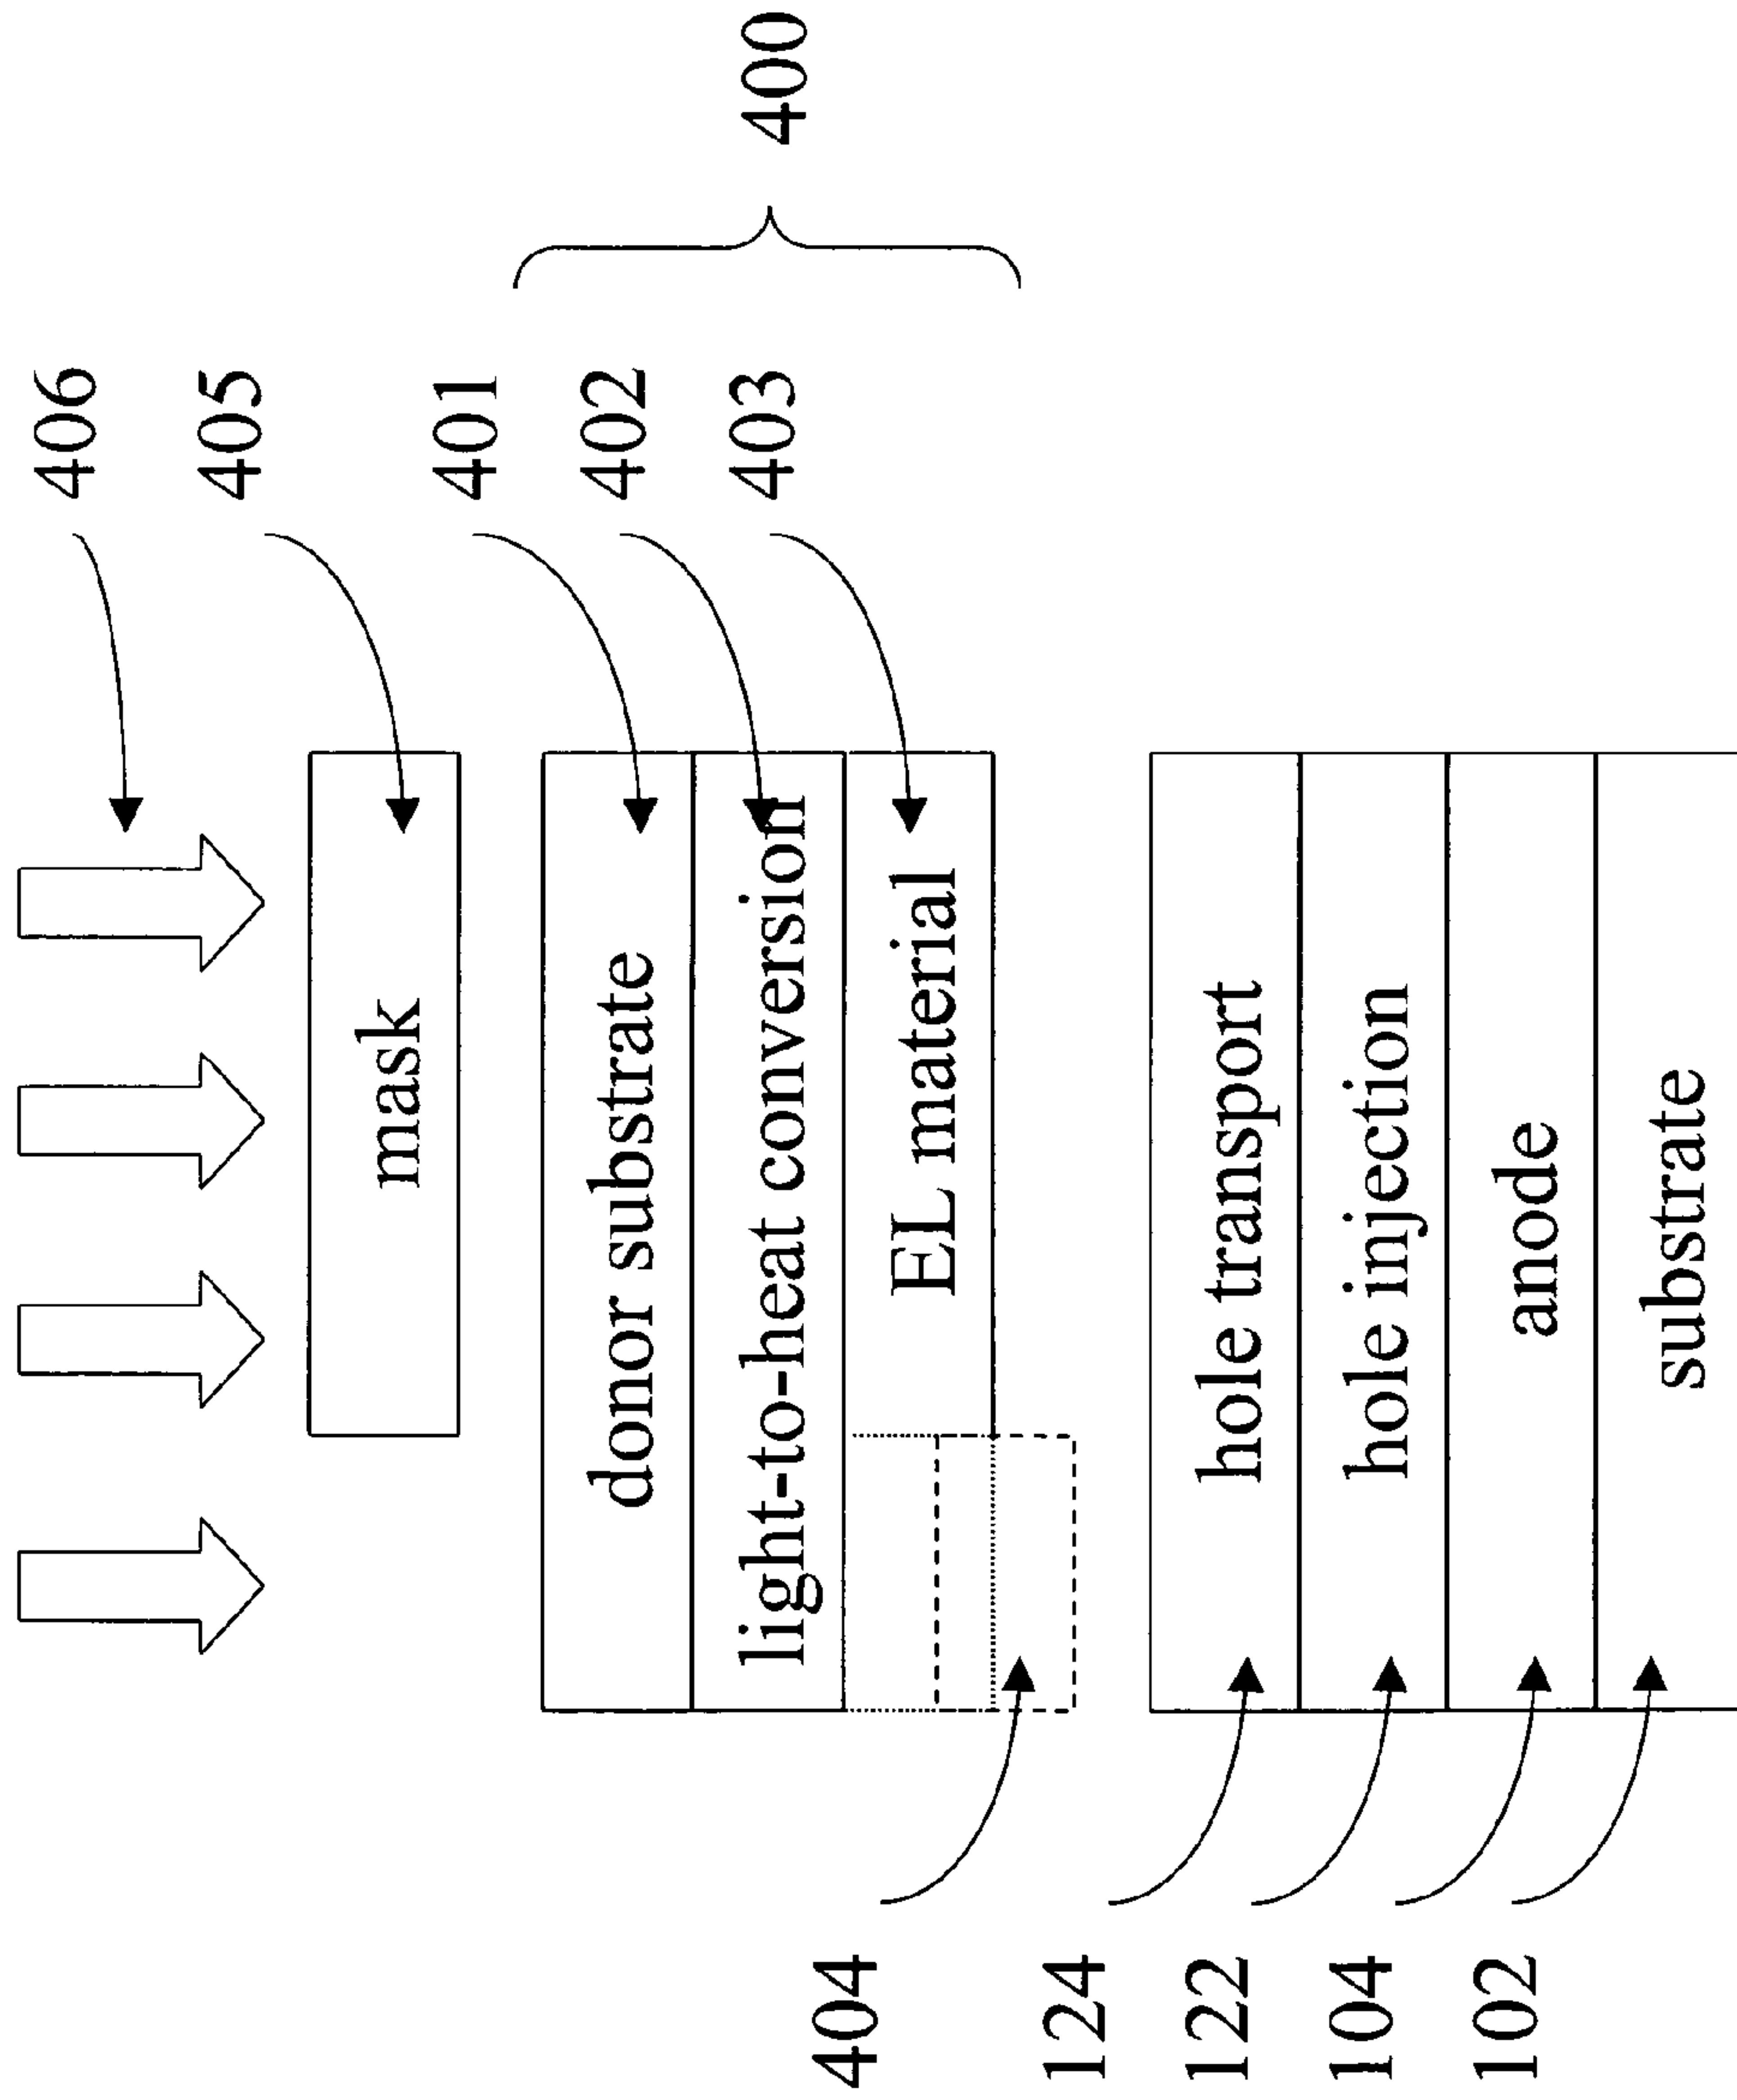 406
405
mask
401
donor substrate
402
light-to-heat conversion
403
EL material
400
404
124
hole transport
122
hole injection
104
anode
102
substrate